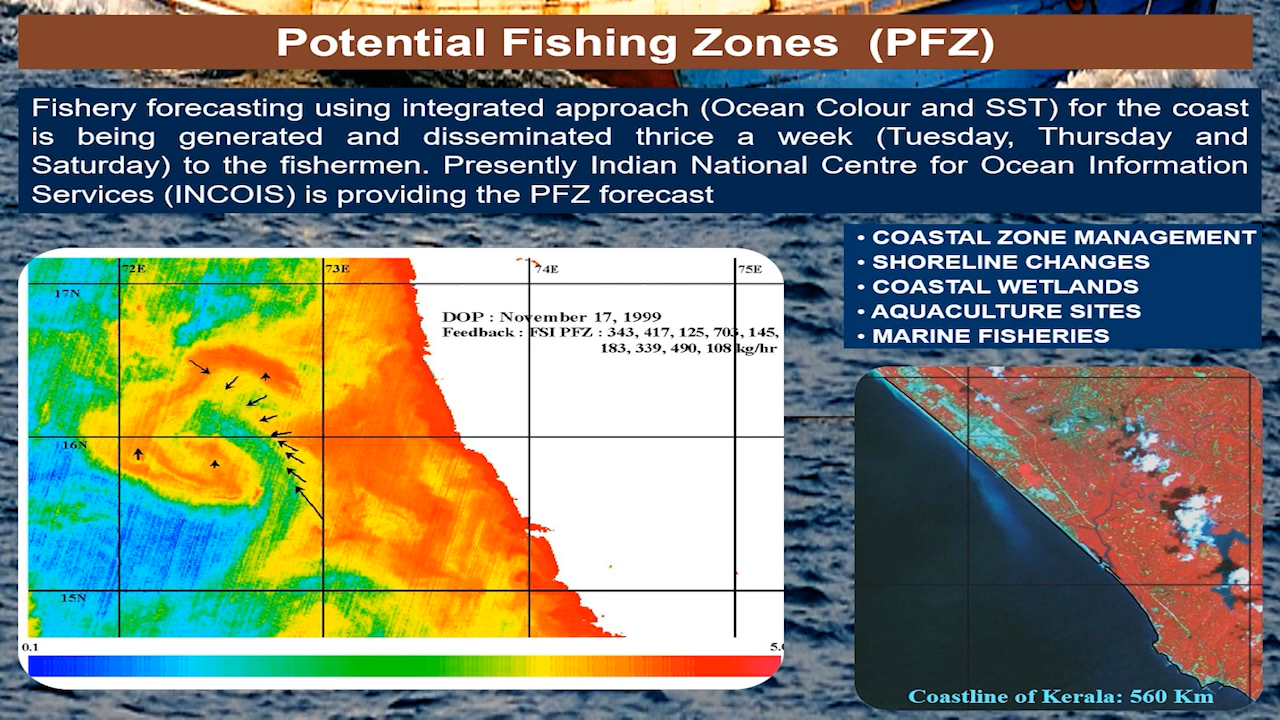 Potential Fishing Zones (PFZ)
Fishery forecasting using integrated approach (Ocean Colour and SST) for the coast
is being generated and disseminated thrice a week (Tuesday, Thursday and
Saturday) to the fishermen. Presently Indian National Centre for Ocean Information
Services (INCOIS) is providing the PFZ forecast
• COASTAL ZONE MANAGEMENT
• SHORELINE CHANGES
• COASTAL WETLANDS
• AQUACULTURE SITES
• MARINE FISHERIES
72E 73E 74E 75E
17N
DOP : November 17, 1999
Feedback : FSI PFZ : 343, 417, 125, 703, 145,
183, 339, 490, 108 kg/hr
16N
15N
0.1 5.
Coastline of Kerala: 560 Km